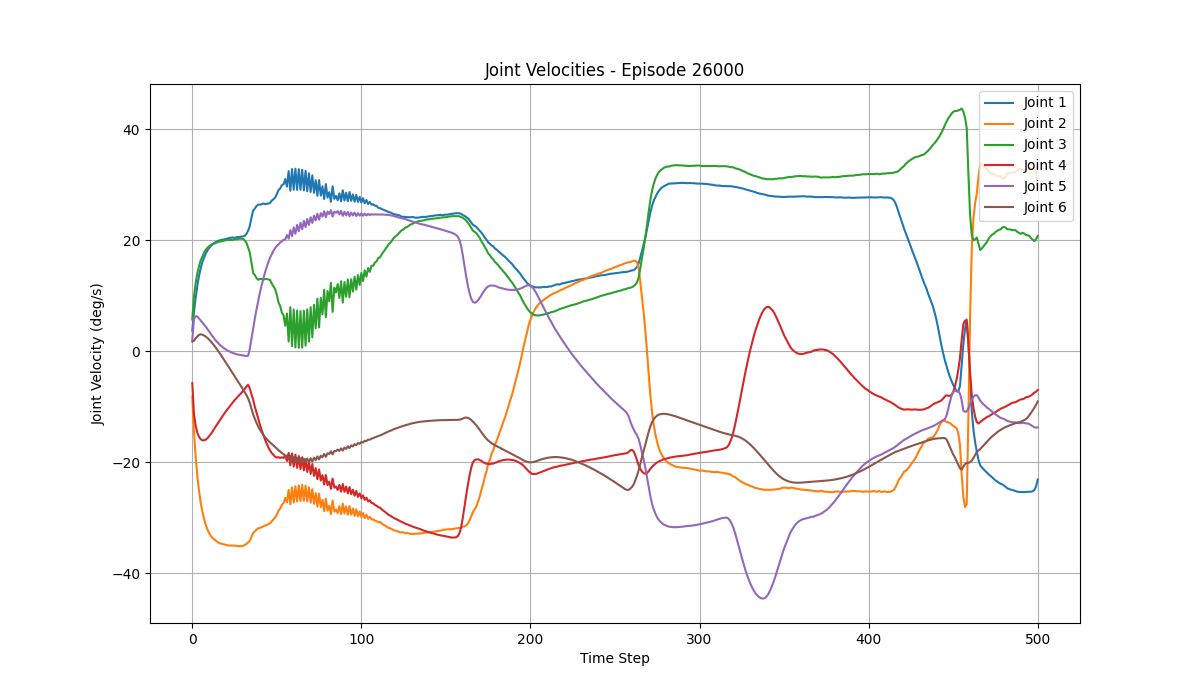 Joint Velocities - Episode 26000
Joint Velocity (deg/s)
40
20
0
−20
−40
0 100 200 300 400 500
Time Step
Joint 1
Joint 2
Joint 3
Joint 4
Joint 5
Joint 6